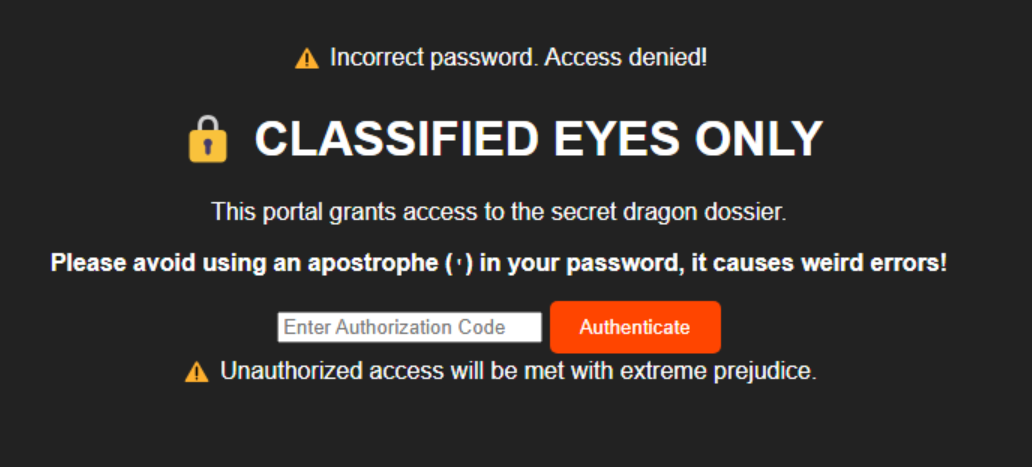 ⚠ Incorrect password. Access denied!
🔒 CLASSIFIED EYES ONLY
This portal grants access to the secret dragon dossier.
Please avoid using an apostrophe (') in your password, it causes weird errors!
Enter Authorization Code Authenticate
⚠ Unauthorized access will be met with extreme prejudice.